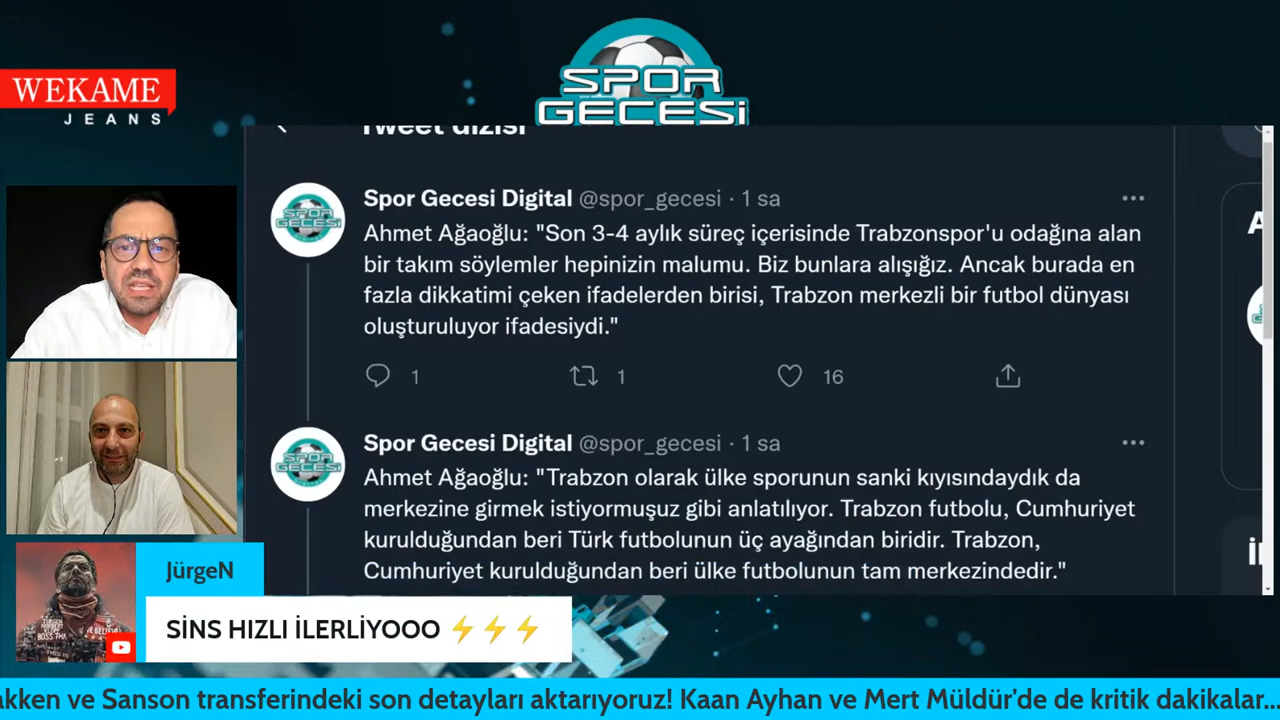 WEKAME
JEANS
SPOR
GECESİ
Tweet dizisi
Spor Gecesi Digital @spor_gecesi · 1 sa
Ahmet Ağaoğlu: "Son 3-4 aylık süreç içerisinde Trabzonspor'u odağına alan
bir takım söylemler hepinizin malumu. Biz bunlara alışığız. Ancak burada en
fazla dikkatimi çeken ifadelerden birisi, Trabzon merkezli bir futbol dünyası
oluşturuluyor ifadesiydi."
1 1 16
Spor Gecesi Digital @spor_gecesi · 1 sa
Ahmet Ağaoğlu: "Trabzon olarak ülke sporunun sanki kıyısındaydık da
merkezine girmek istiyormuşuz gibi anlatılıyor. Trabzon futbolu, Cumhuriyet
kurulduğundan beri Türk futbolunun üç ayağından biridir. Trabzon,
Cumhuriyet kurulduğundan beri ülke futbolunun tam merkezindedir."
JürgeN
SİNS HIZLI İLERLİYOOO ⚡⚡⚡
akken ve Sanson transferindeki son detayları aktarıyoruz! Kaan Ayhan ve Mert Müldür'de de kritik dakikalar...